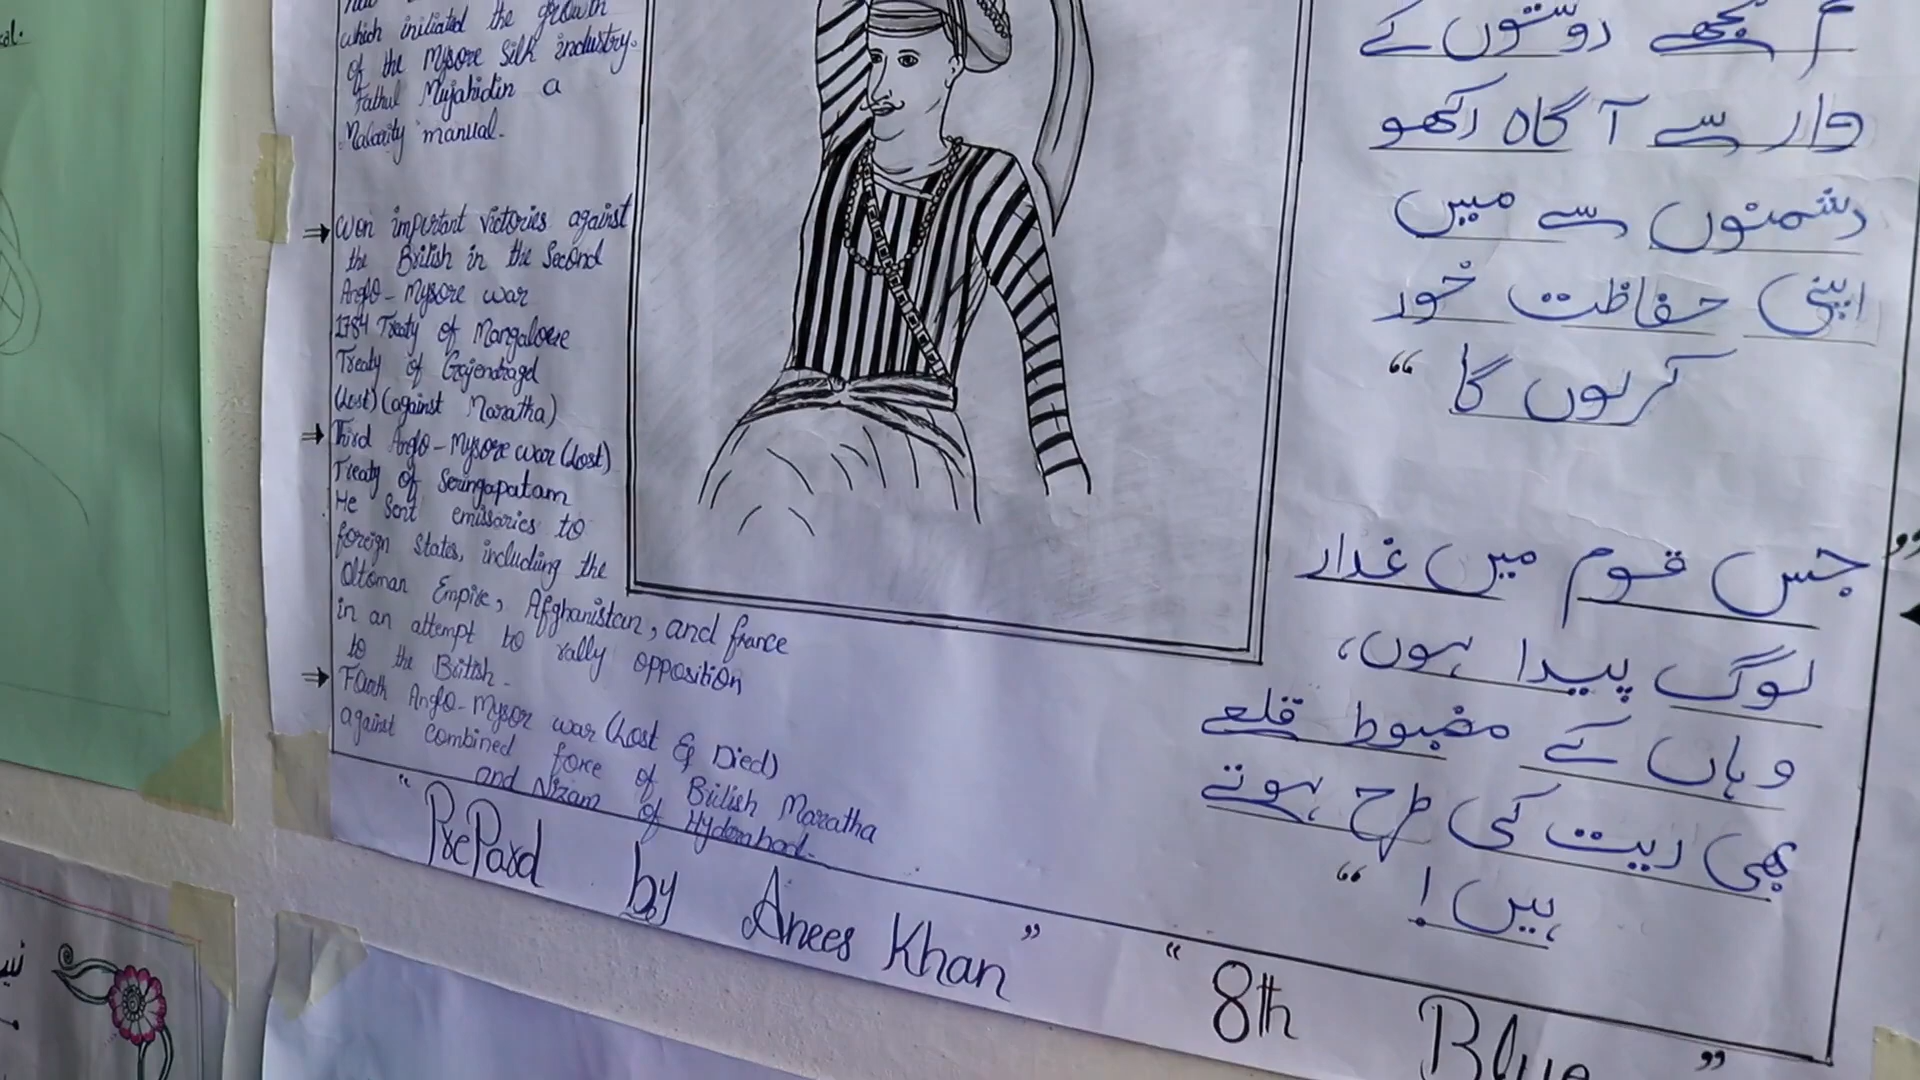 which initiated the growth
of the Mysore Silk industry.
Fathul Mujahidin a
manual.
Won important victories against
the British in the Second
Anglo - Mysore war
1784 Treaty of Mangalore
Treaty of Gajendragd
(Lost) (against Maratha)
Third Anglo - Mysore war (Lost)
Treaty of Seringapatam
He Sent emissaries to
foreign states, including the
Ottoman Empire, Afghanistan, and france
in an attempt to rally opposition
to the British -
Fourth Anglo - Mysor war (Lost & Died)
against combined force of British Maratha
and Nizam of Hyderabad.
مجھے دوستوں کے
وار سے آگاہ رکھو
دشمنوں سے میں
اپنی حفاظت خود
کرلوں گا “
” جس قوم میں غدار
لوگ پیدا ہوں،
وہاں کے مضبوط قلعے
بھی ریت کی طرح ہوتے
ہیں! “
“PrePard by Anees Khan” “8th Blue”